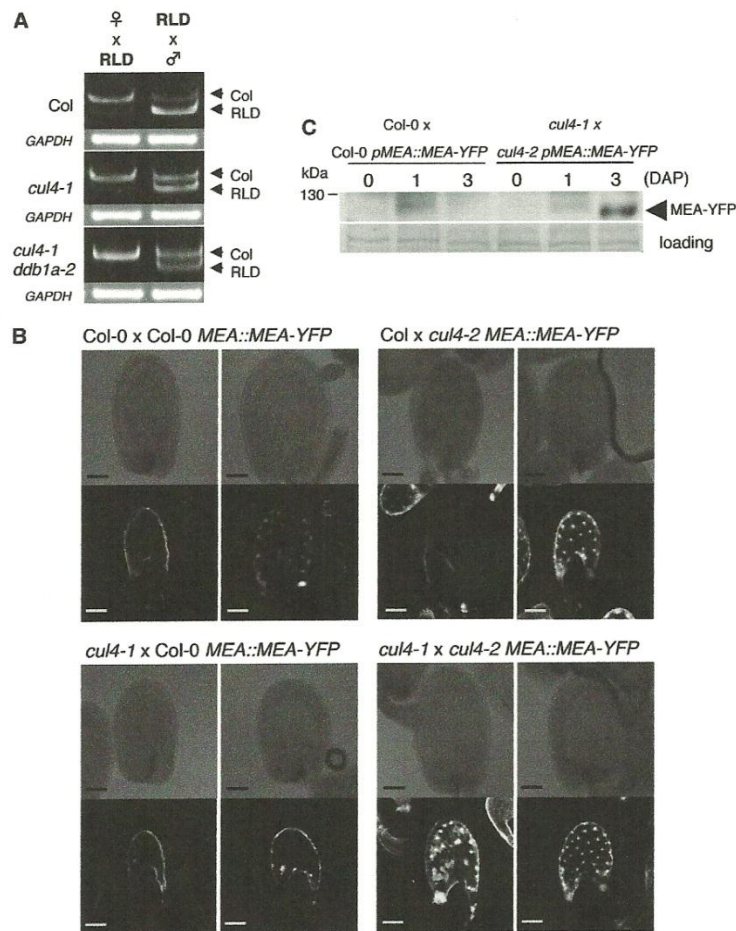 A
♀ RLD
x x
RLD ♂
Col
Col
RLD
GAPDH
cul4-1
Col
RLD
GAPDH
cul4-1
ddb1a-2
Col
RLD
GAPDH
C
Col-0 x cul4-1 x
Col-0 pMEA::MEA-YFP cul4-2 pMEA::MEA-YFP
kDa 0 1 3 0 1 3 (DAP)
130
MEA-YFP
loading
B
Col-0 x Col-0 MEA::MEA-YFP
Col x cul4-2 MEA::MEA-YFP
cul4-1 x Col-0 MEA::MEA-YFP
cul4-1 x cul4-2 MEA::MEA-YFP